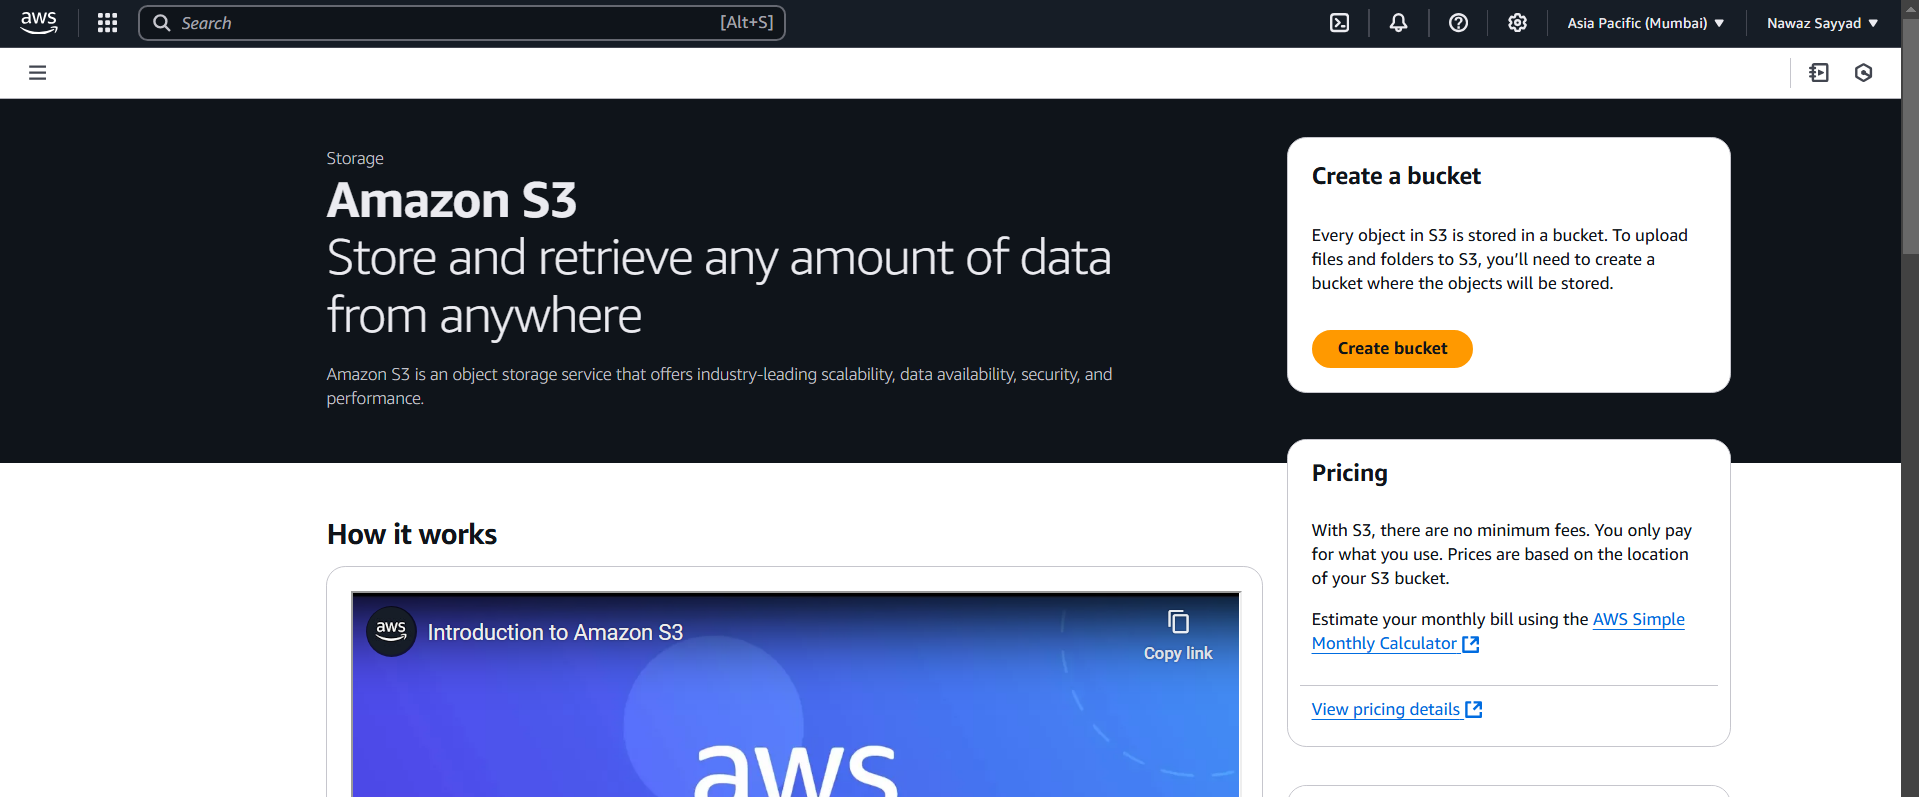 aws
Search [Alt+S]
Asia Pacific (Mumbai)
Nawaz Sayyad
Storage
Amazon S3
Store and retrieve any amount of data
from anywhere
Amazon S3 is an object storage service that offers industry-leading scalability, data availability, security, and
performance.
Create a bucket
Every object in S3 is stored in a bucket. To upload
files and folders to S3, you’ll need to create a
bucket where the objects will be stored.
Create bucket
Pricing
With S3, there are no minimum fees. You only pay
for what you use. Prices are based on the location
of your S3 bucket.
Estimate your monthly bill using the AWS Simple
Monthly Calculator
View pricing details
How it works
aws
Introduction to Amazon S3
Copy link
aws